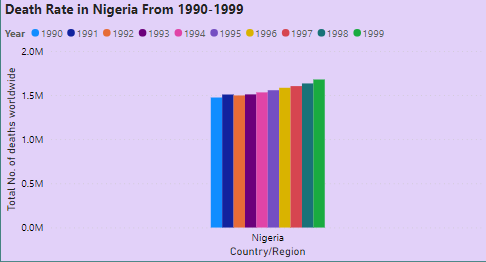 Death Rate in Nigeria From 1990-1999
Year 1990 1991 1992 1993 1994 1995 1996 1997 1998 1999
Total No. of deaths worldwide
2.0M
1.5M
1.0M
0.5M
0.0M
Nigeria
Country/Region